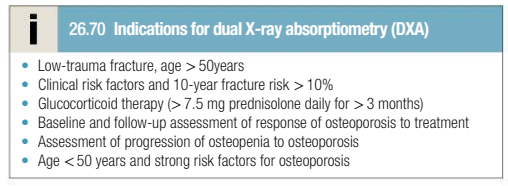 i
26.70 Indications for dual X-ray absorptiometry (DXA)
• Low-trauma fracture, age > 50years
• Clinical risk factors and 10-year fracture risk > 10%
• Glucocorticoid therapy (> 7.5 mg prednisolone daily for > 3 months)
• Baseline and follow-up assessment of response of osteoporosis to treatment
• Assessment of progression of osteopenia to osteoporosis
• Age < 50 years and strong risk factors for osteoporosis